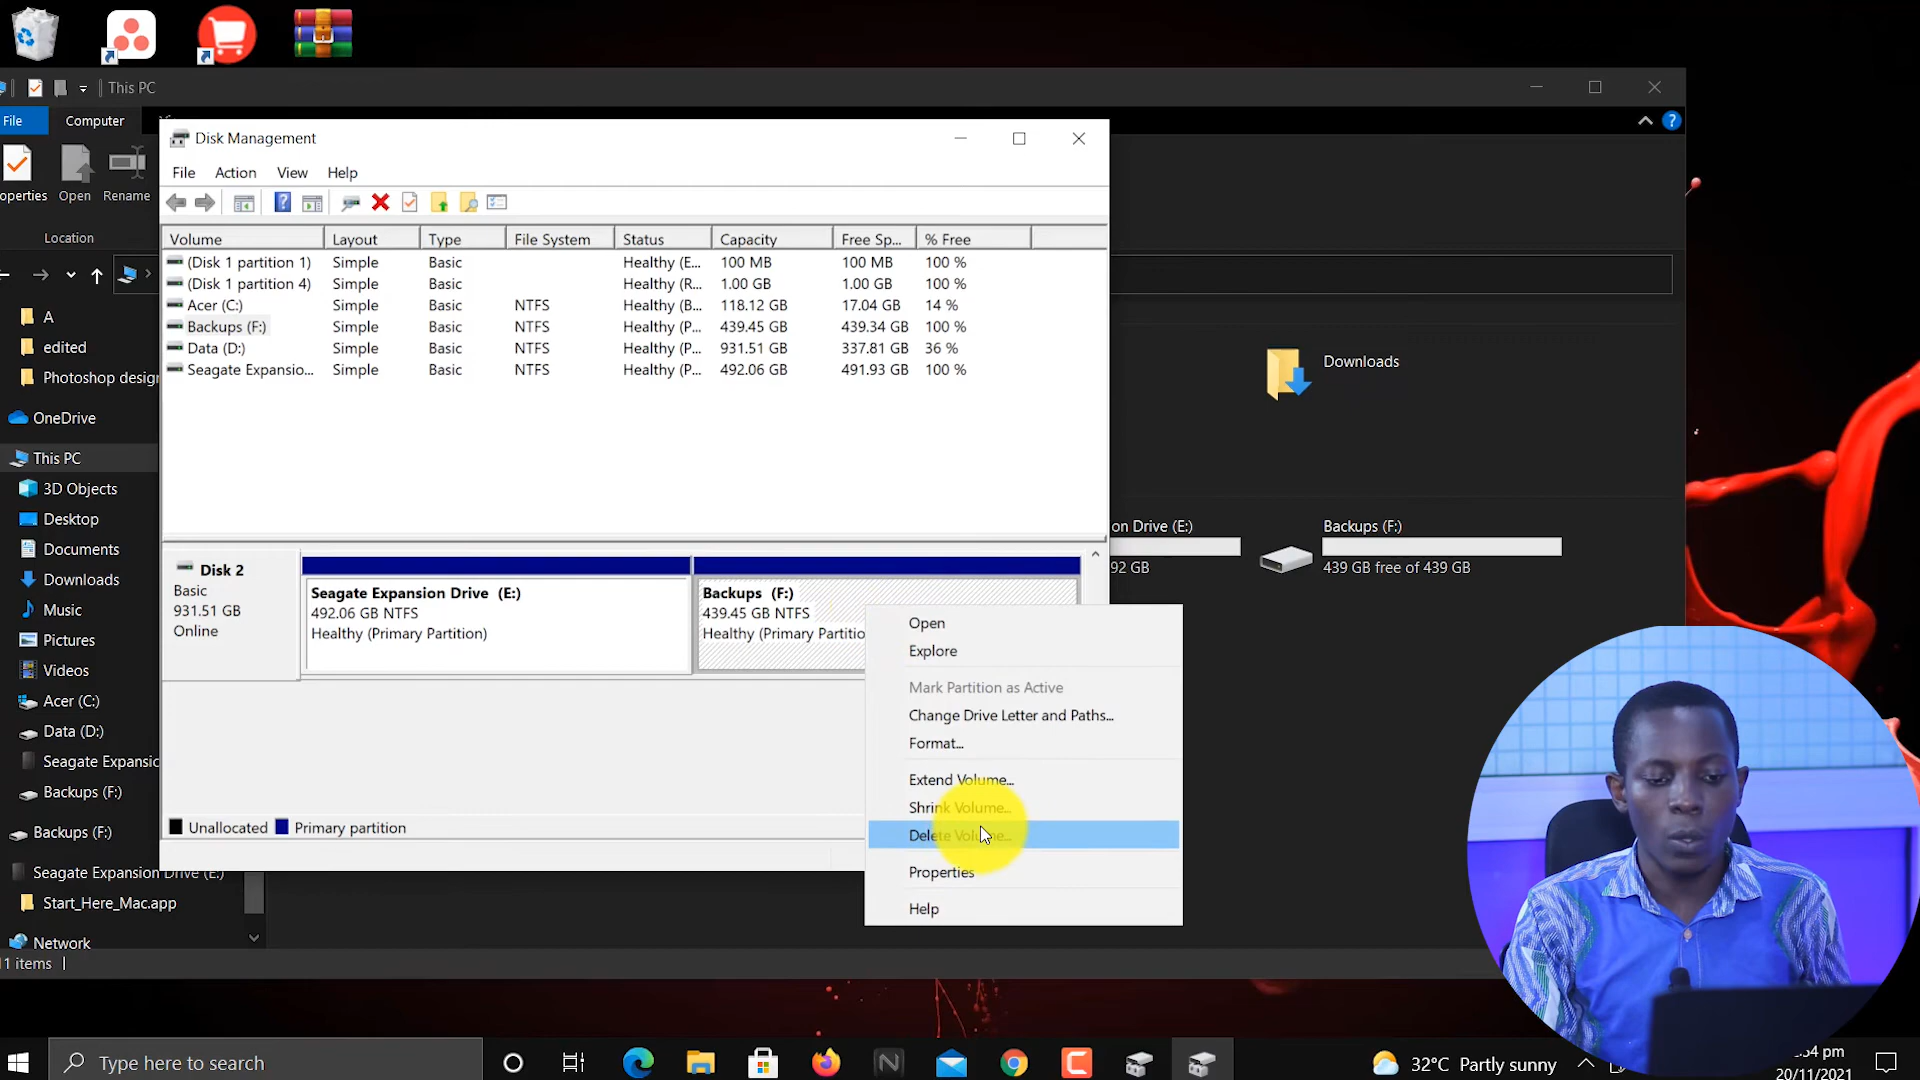 This PC
File
Computer
Disk Management
File Action View Help
operties Open Rename
Location
Volume Layout Type File System Status Capacity Free Sp... % Free
(Disk 1 partition 1) Simple Basic Healthy (E... 100 MB 100 MB 100 %
(Disk 1 partition 4) Simple Basic Healthy (R... 1.00 GB 1.00 GB 100 %
Acer (C:) Simple Basic NTFS Healthy (B... 118.12 GB 17.04 GB 14 %
Backups (F:) Simple Basic NTFS Healthy (P... 439.45 GB 439.34 GB 100 %
Data (D:) Simple Basic NTFS Healthy (P... 931.51 GB 337.81 GB 36 %
Seagate Expansio... Simple Basic NTFS Healthy (P... 492.06 GB 491.93 GB 100 %
A
edited
Photoshop desig
OneDrive
This PC
3D Objects
Desktop
Documents
Downloads
Music
Pictures
Videos
Acer (C:)
Data (D:)
Seagate Expansio
Backups (F:)
Backups (F:)
Seagate Expansion Drive (E:)
Start_Here_Mac.app
Network
11 items
Downloads
on Drive (E:)
92 GB
Backups (F:)
439 GB free of 439 GB
Disk 2
Basic
931.51 GB
Online
Seagate Expansion Drive (E:)
492.06 GB NTFS
Healthy (Primary Partition)
Backups (F:)
439.45 GB NTFS
Healthy (Primary Partitio
Unallocated Primary partition
Open
Explore
Mark Partition as Active
Change Drive Letter and Paths...
Format...
Extend Volume...
Shrink Volume...
Delete Volume...
Properties
Help
Type here to search
32°C Partly sunny
:54 pm
20/11/2021